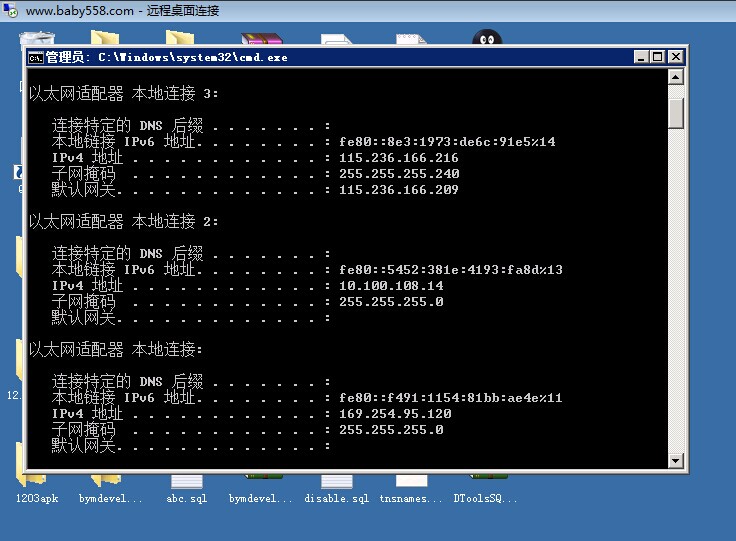 www.baby558.com - 远程桌面连接
管理员: C:\Windows\system32\cmd.exe
以太网适配器 本地连接 3:
连接特定的 DNS 后缀 . . . . . . . :
本地链接 IPv6 地址. . . . . . . . : fe80::8e3:1973:de6c:91e5%14
IPv4 地址 . . . . . . . . . . . . : 115.236.166.216
子网掩码  . . . . . . . . . . . . : 255.255.255.240
默认网关. . . . . . . . . . . . . : 115.236.166.209
以太网适配器 本地连接 2:
连接特定的 DNS 后缀 . . . . . . . :
本地链接 IPv6 地址. . . . . . . . : fe80::5452:381e:4193:fa8d%13
IPv4 地址 . . . . . . . . . . . . : 10.100.108.14
子网掩码  . . . . . . . . . . . . : 255.255.255.0
默认网关. . . . . . . . . . . . . :
以太网适配器 本地连接:
连接特定的 DNS 后缀 . . . . . . . :
本地链接 IPv6 地址. . . . . . . . : fe80::f491:1154:81bb:ae4e%11
IPv4 地址 . . . . . . . . . . . . : 169.254.95.120
子网掩码  . . . . . . . . . . . . : 255.255.255.0
默认网关. . . . . . . . . . . . . :
12.
1203apk bymdevel... abc.sql bymdevel... disable.sql tnsnames... DToolsSQ...